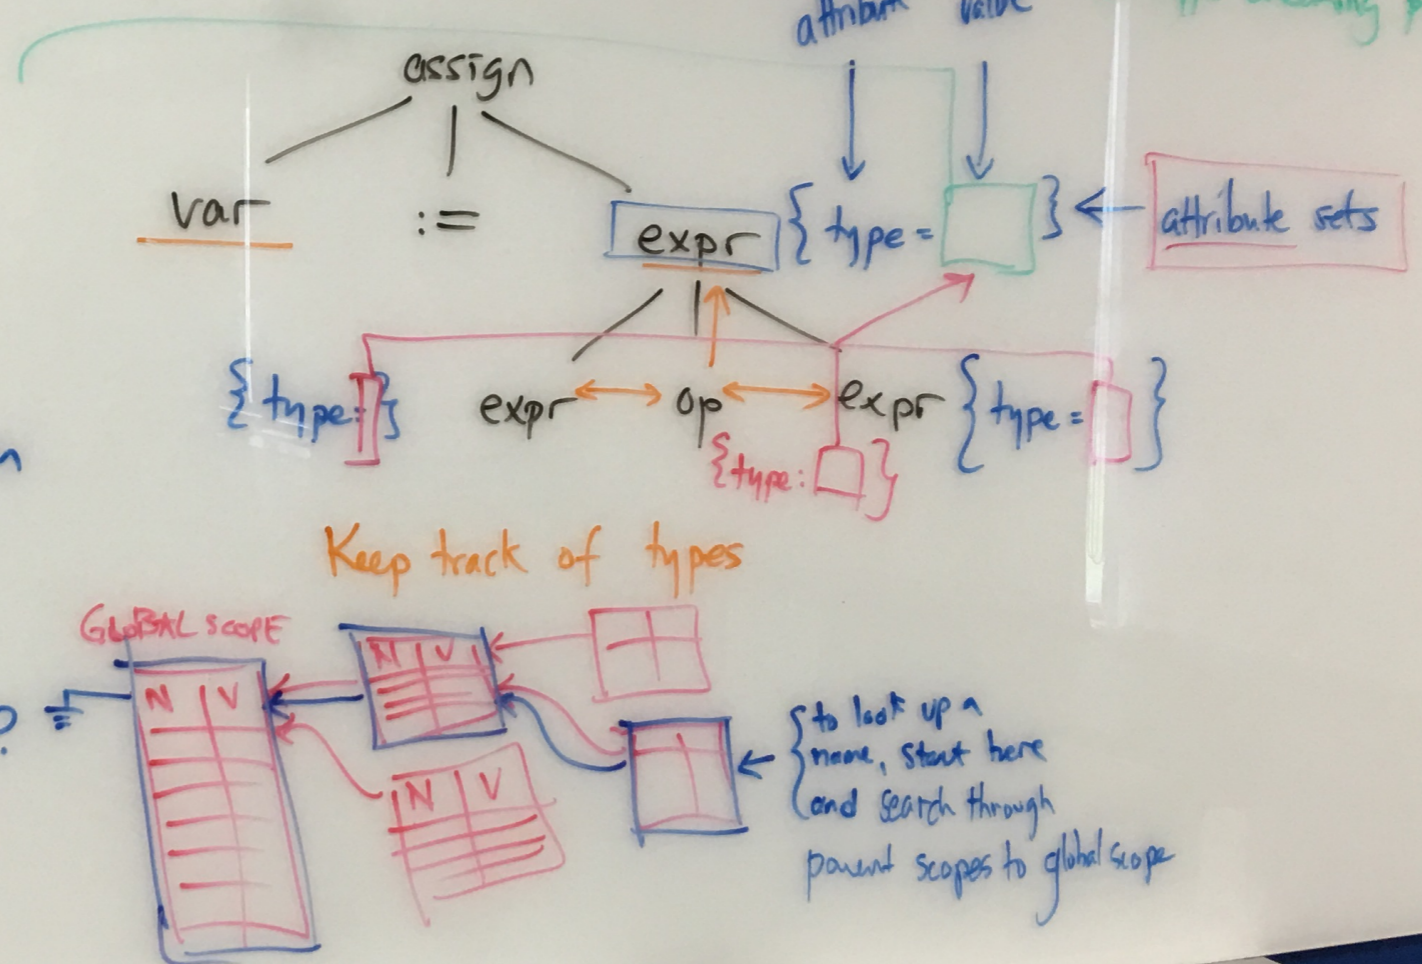 attribute value
assign
var := expr { type = } ← attribute sets
{ type: } expr op expr { type = }
{ type: }
Keep track of types
GLOBAL SCOPE
N V
N V
N V
{ to look up a
name, start here
and search through
parent scopes to global scope
?